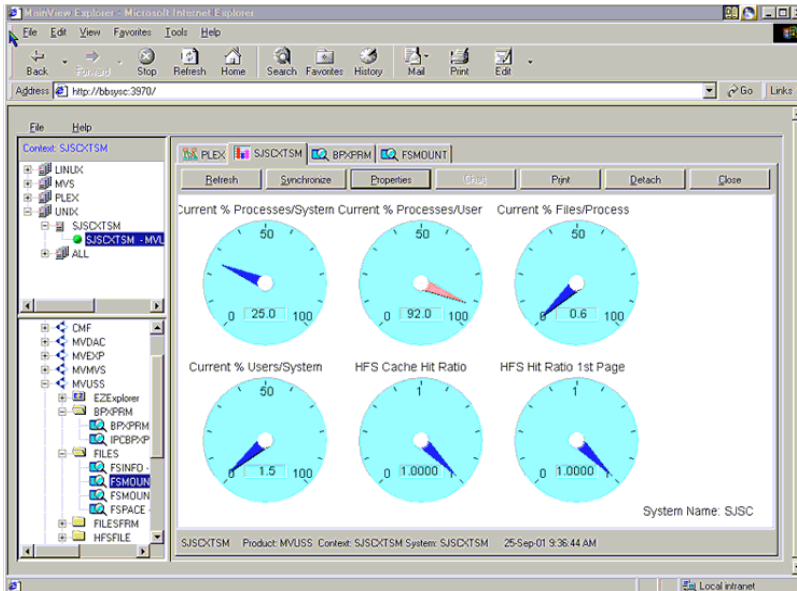 MainView Explorer - Microsoft Internet Explorer
File Edit View Favorites Tools Help
Back Forward Stop Refresh Home Search Favorites History Mail Print Edit
Address http://bbsysc:3970/ Go Links
File Help
Context: SJSCXTSM
LINUX
MVS
PLEX
UNIX
SJSCXTSM
SJSCXTSM - MVL
ALL
CMF
MVDAC
MVEXP
MVMVS
MVUSS
EZExplorer
BPXPRM
BPXPRM
IPCBPXP
FILES
FSINFO -
FSMOUN
FSMOUN
FSPACE -
FILESFRM
HFSFILE
PLEX SJSCXTSM BPXPRM FSMOUNT
Refresh Synchronize Properties Chart Print Detach Close
Current % Processes/System Current % Processes/User Current % Files/Process
50 50 50
0 25.0 100 0 92.0 100 0 0.6 100
Current % Users/System HFS Cache Hit Ratio HFS Hit Ratio 1st Page
50 1 1
0 1.5 100 0 1.0000 1 0 1.0000 1
System Name: SJSC
SJSCXTSM Product: MVUSS Context: SJSCXTSM System: SJSCXTSM 25-Sep-01 9:36:44 AM
Local intranet